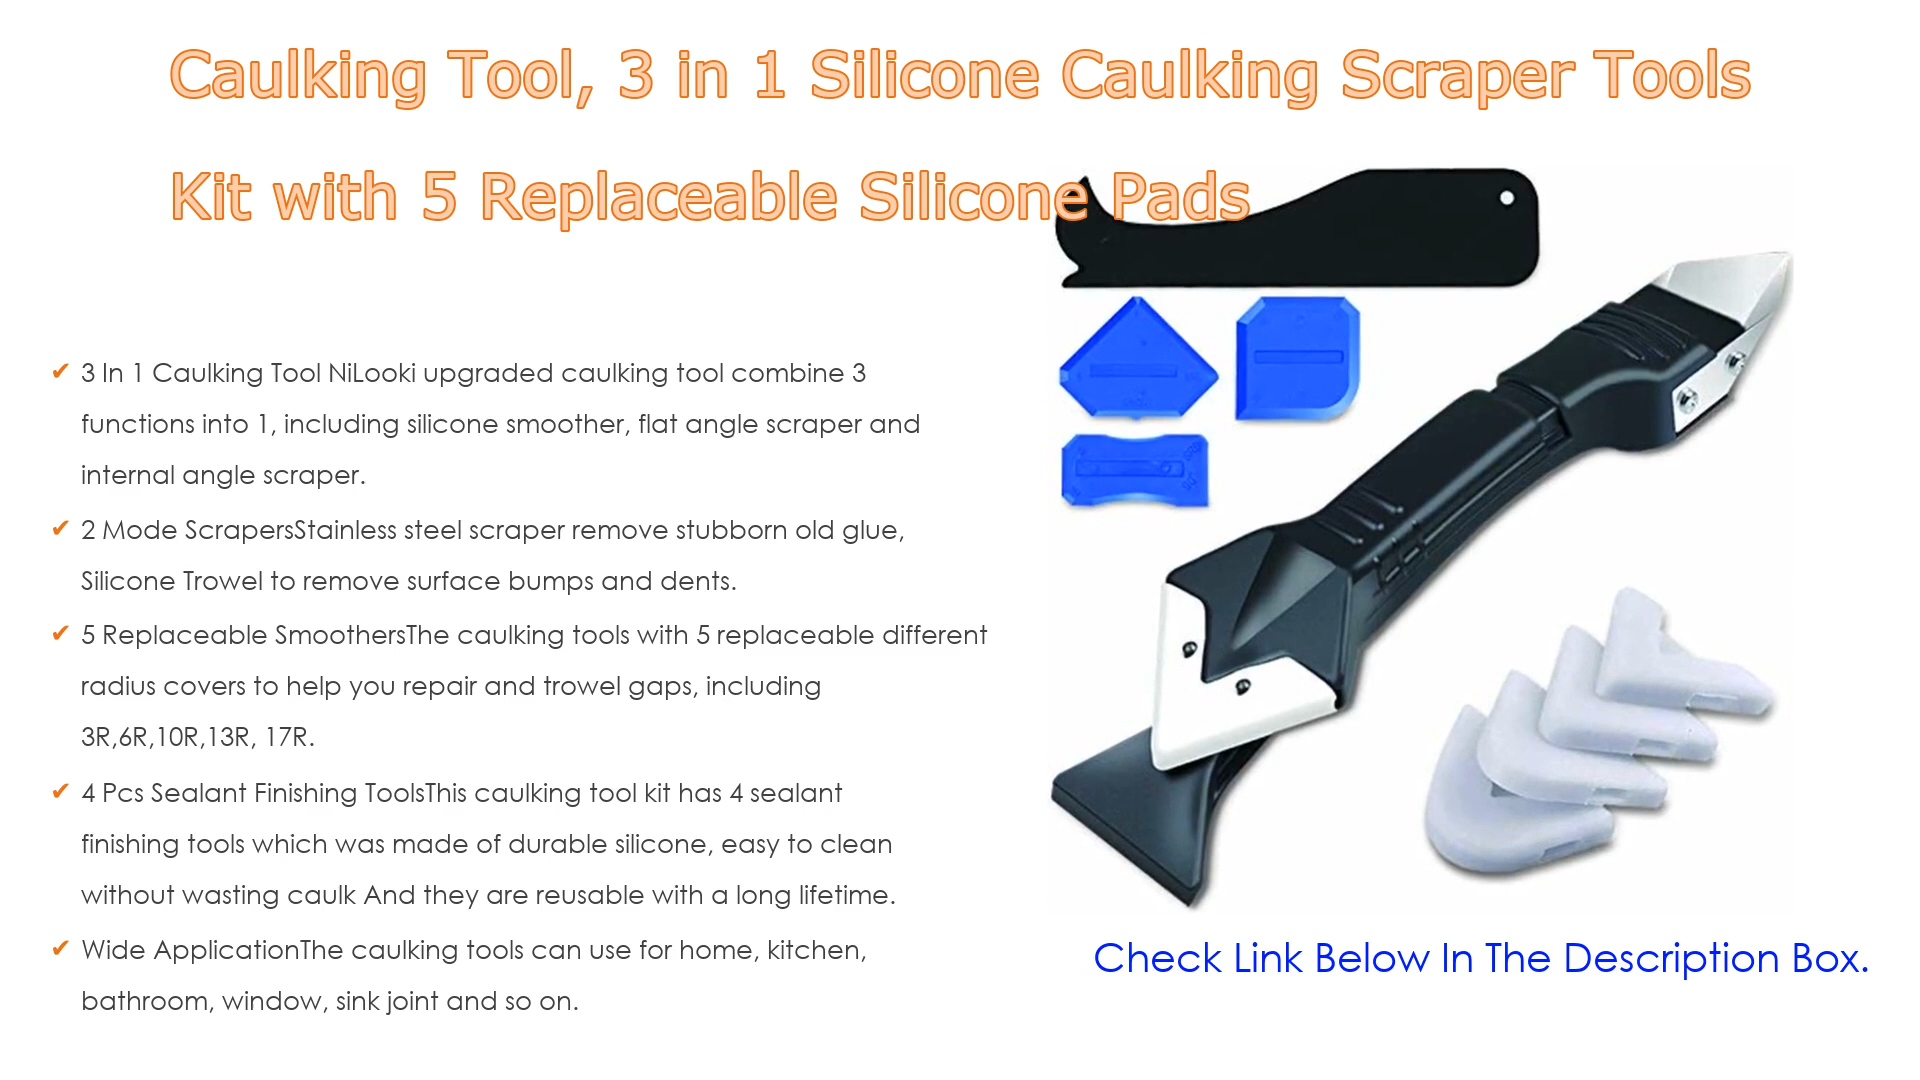 Caulking Tool, 3 in 1 Silicone Caulking Scraper Tools
Kit with 5 Replaceable Silicone Pads
✔ 3 In 1 Caulking Tool NiLooki upgraded caulking tool combine 3
functions into 1, including silicone smoother, flat angle scraper and
internal angle scraper.
✔ 2 Mode ScrapersStainless steel scraper remove stubborn old glue,
Silicone Trowel to remove surface bumps and dents.
✔ 5 Replaceable SmoothersThe caulking tools with 5 replaceable different
radius covers to help you repair and trowel gaps, including
3R,6R,10R,13R, 17R.
✔ 4 Pcs Sealant Finishing ToolsThis caulking tool kit has 4 sealant
finishing tools which was made of durable silicone, easy to clean
without wasting caulk And they are reusable with a long lifetime.
✔ Wide ApplicationThe caulking tools can use for home, kitchen,
bathroom, window, sink joint and so on.
Check Link Below In The Description Box.